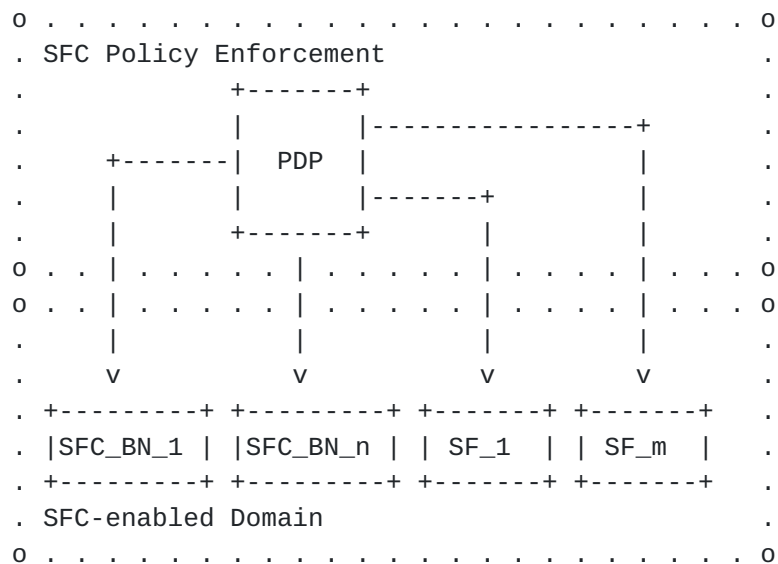 o . . . . . . . . . . . . . . . . . . . . . . . o
. SFC Policy Enforcement                        .
.             +-------+                         .
.             |       |-----------------+       .
.     +-------|  PDP  |                 |       .
.     |       |       |-------+         |       .
.     |       +-------+       |         |       .
o . . | . . . . . | . . . . . | . . . . | . . . o
o . . | . . . . . | . . . . . | . . . . | . . . o
.     |           |           |         |       .
.     v           v           v         v       .
. +---------+ +---------+ +-------+ +-------+   .
. |SFC_BN_1 | |SFC_BN_n | | SF_1  | | SF_m  |   .
. +---------+ +---------+ +-------+ +-------+   .
. SFC-enabled Domain                            .
o . . . . . . . . . . . . . . . . . . . . . . . o